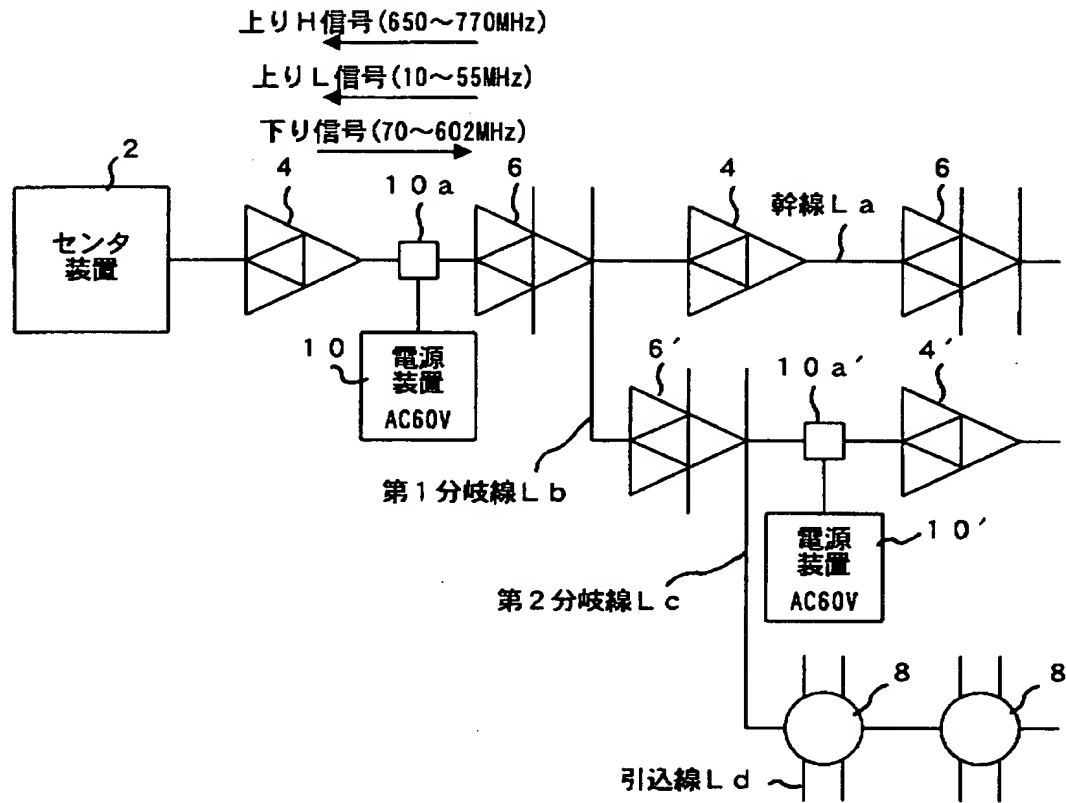 上りH信号(650～770MHz)
上りL信号(10～55MHz)
下り信号(70～602MHz)
2
4
10a
6
4
6
幹線La
センタ
装置
10
電源
装置
AC60V
6′
10a′
4′
第1分岐線Lb
10′
電源
装置
AC60V
第2分岐線Lc
8
8
引込線Ld